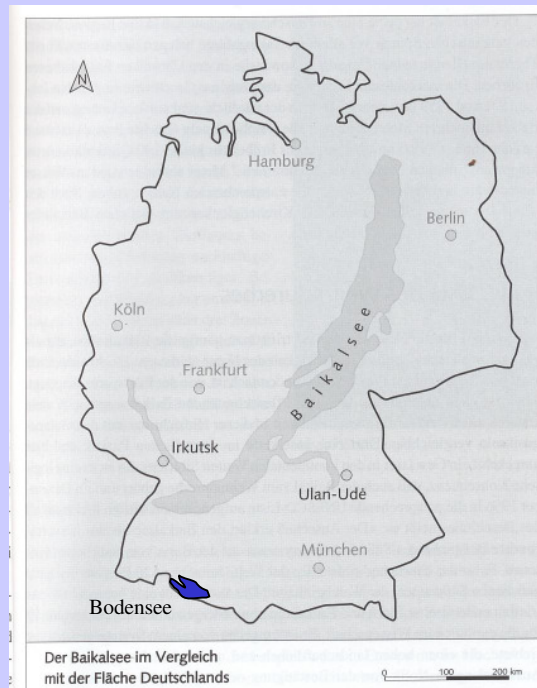 N
Hamburg
Berlin
Köln
Baikalsee
Frankfurt
Irkutsk
Ulan-Udė
München
Bodensee
Der Baikalsee im Vergleich
mit der Fläche Deutschlands
0 100 200 km